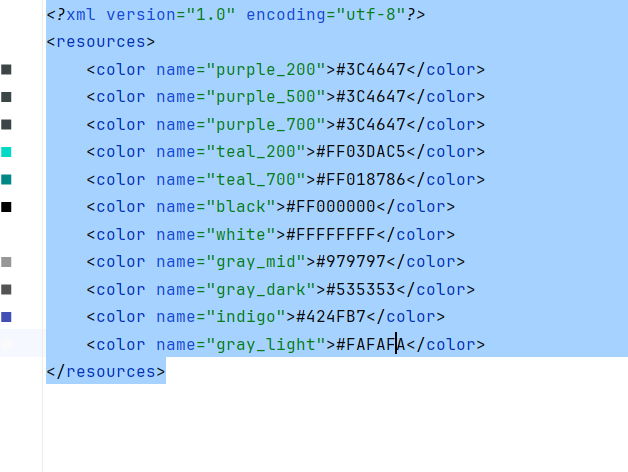 <?xml version="1.0" encoding="utf-8"?>
<resources>
    <color name="purple_200">#3C4647</color>
    <color name="purple_500">#3C4647</color>
    <color name="purple_700">#3C4647</color>
    <color name="teal_200">#FF03DAC5</color>
    <color name="teal_700">#FF018786</color>
    <color name="black">#FF000000</color>
    <color name="white">#FFFFFFFF</color>
    <color name="gray_mid">#979797</color>
    <color name="gray_dark">#535353</color>
    <color name="indigo">#424FB7</color>
    <color name="gray_light">#FAFAFA</color>
</resources>